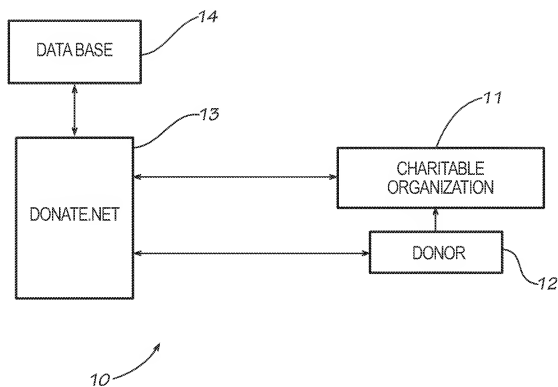 14
DATA BASE
13
11
CHARITABLE
ORGANIZATION
DONATE.NET
DONOR
12
10